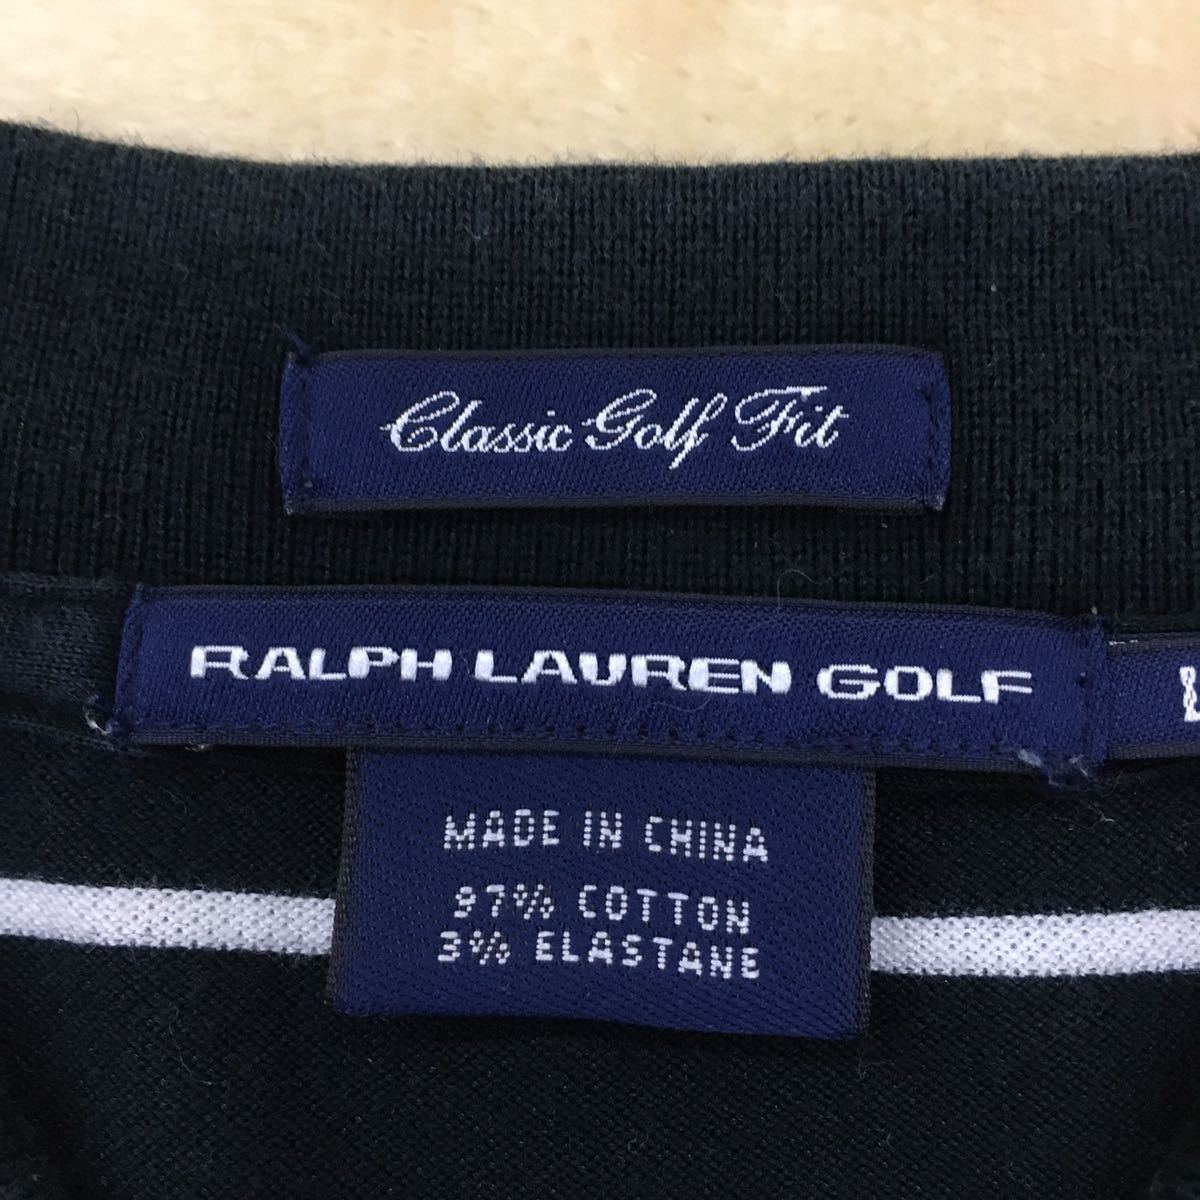 Classic Golf Fit
RALPH LAUREN GOLF
L
MADE IN CHINA
97% COTTON
3% ELASTANE